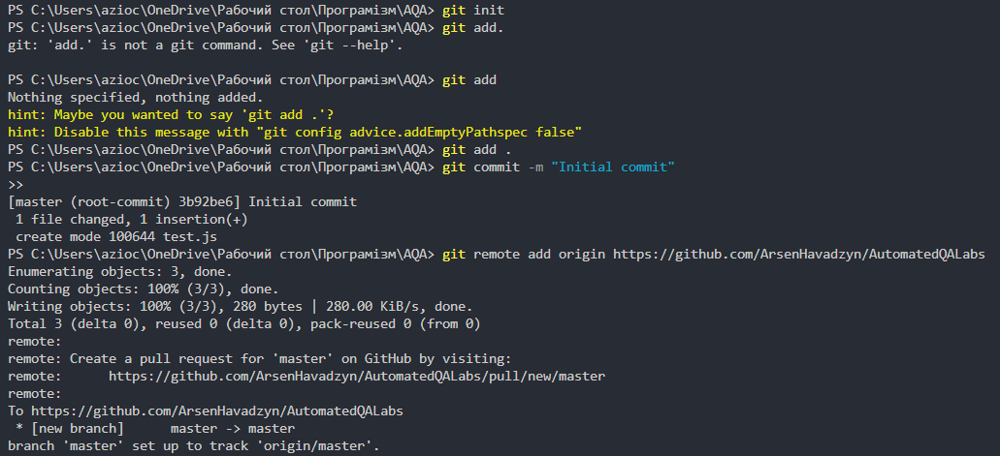 PS C:\Users\azioc\OneDrive\Рабочий стол\Програмізм\AQA> git init
PS C:\Users\azioc\OneDrive\Рабочий стол\Програмізм\AQA> git add.
git: 'add.' is not a git command. See 'git --help'.
PS C:\Users\azioc\OneDrive\Рабочий стол\Програмізм\AQA> git add
Nothing specified, nothing added.
hint: Maybe you wanted to say 'git add .'?
hint: Disable this message with "git config advice.addEmptyPathspec false"
PS C:\Users\azioc\OneDrive\Рабочий стол\Програмізм\AQA> git add .
PS C:\Users\azioc\OneDrive\Рабочий стол\Програмізм\AQA> git commit -m "Initial commit"
>>
[master (root-commit) 3b92be6] Initial commit
 1 file changed, 1 insertion(+)
 create mode 100644 test.js
PS C:\Users\azioc\OneDrive\Рабочий стол\Програмізм\AQA> git remote add origin https://github.com/ArsenHavadzyn/AutomatedQALabs
Enumerating objects: 3, done.
Counting objects: 100% (3/3), done.
Writing objects: 100% (3/3), 280 bytes | 280.00 KiB/s, done.
Total 3 (delta 0), reused 0 (delta 0), pack-reused 0 (from 0)
remote:
remote: Create a pull request for 'master' on GitHub by visiting:
remote:      https://github.com/ArsenHavadzyn/AutomatedQALabs/pull/new/master
remote:
To https://github.com/ArsenHavadzyn/AutomatedQALabs
 * [new branch]      master -> master
branch 'master' set up to track 'origin/master'.